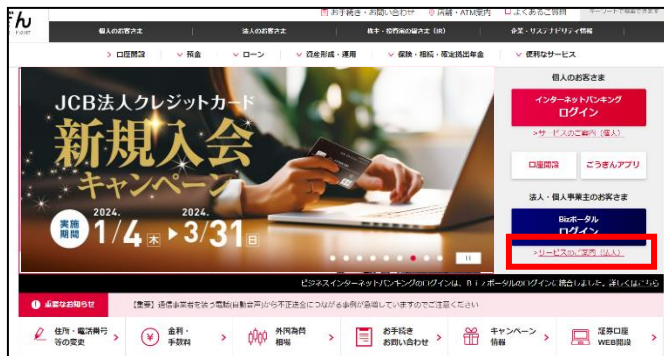 ぎん
お手続き・お問い合わせ 店舗・ATM案内 よくあるご質問 キーワードで検索できます
個人のお客さま 法人のお客さま 株主・投資家の皆さま（IR） 企業・サステナビリティ情報
口座開設 預金 ローン 資産形成・運用 保険・相続・確定拠出年金 便利なサービス
JCB法人クレジットカード
新規入会
キャンペーン
実施期間 2024. 1/4 木 ▶ 2024. 3/31 日
個人のお客さま
インターネットバンキング
ログイン
>サービスのご案内（個人）
口座開設 ごうぎんアプリ
法人・個人事業主のお客さま
Bizポータル
ログイン
>サービスのご案内（法人）
ビジネスインターネットバンキングのログインは、Bizポータルのログインに統合しました。詳しくはこちら
重要なお知らせ 【重要】通信事業者を装う電話(自動音声)から不正送金につながる事例が急増していますのでご注意ください
住所・電話番号
等の変更
金利・
手数料
外国為替
相場
お手続き
お問い合わせ
キャンペーン
情報
証券口座
WEB開設